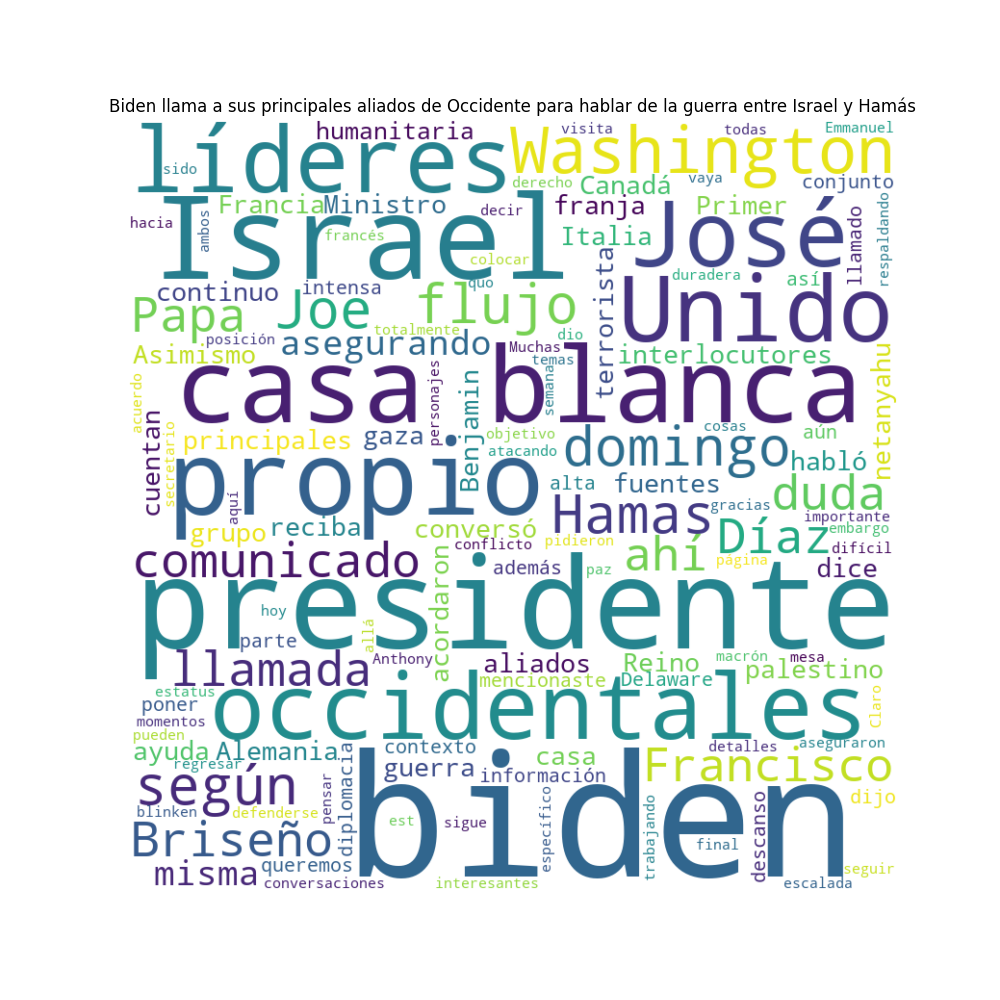 Biden llama a sus principales aliados de Occidente para hablar de la guerra entre Israel y Hamás
humanitaria
visita
todas
Emmanuel
líderes
Washington
sido
derecho
Canadá
vaya
conjunto
Francia
Ministro
decir
franja
Primer
hacia
ambos
francés
Israel
Italia
José
llamado
respaldando
colocar
quo
duradera
así
continuo
intensa
terrorista
Unido
Papa
Joe
flujo
totalmente
dio
posición
asegurando
Muchas
temas
interlocutores
Asimismo
netanyahu
acuerdo
casa blanca
personajes
Benjamin
semana
cuentan
secretario
principales
gaza
objetivo
atacando
domingo
cosas
aún
habló
propio
aquí
alta
fuentes
duda
gracias
importante
grupo
reciba
conversó
Hamas
Díaz
embargo
comunicado
conflicto
pidieron
ahí
difícil
además
paz
página
dice
acordaron
presidente
hoy
allá
parte
llamada
Anthony
aliados
Reino
macrón
mesa
palestino
mencionaste
Delaware
estatus
poner
occidentales
Claro
momentos
pueden
ayuda
Alemania
contexto
casa
detalles
aseguraron
regresar
diplomacia
guerra
información
Francisco
según
pensar
biden
dijo
blinken
defenderse
est
sigue
específico
trabajando
descanso
Briseño
final
misma
queremos
seguir
conversaciones
interesantes
escalada